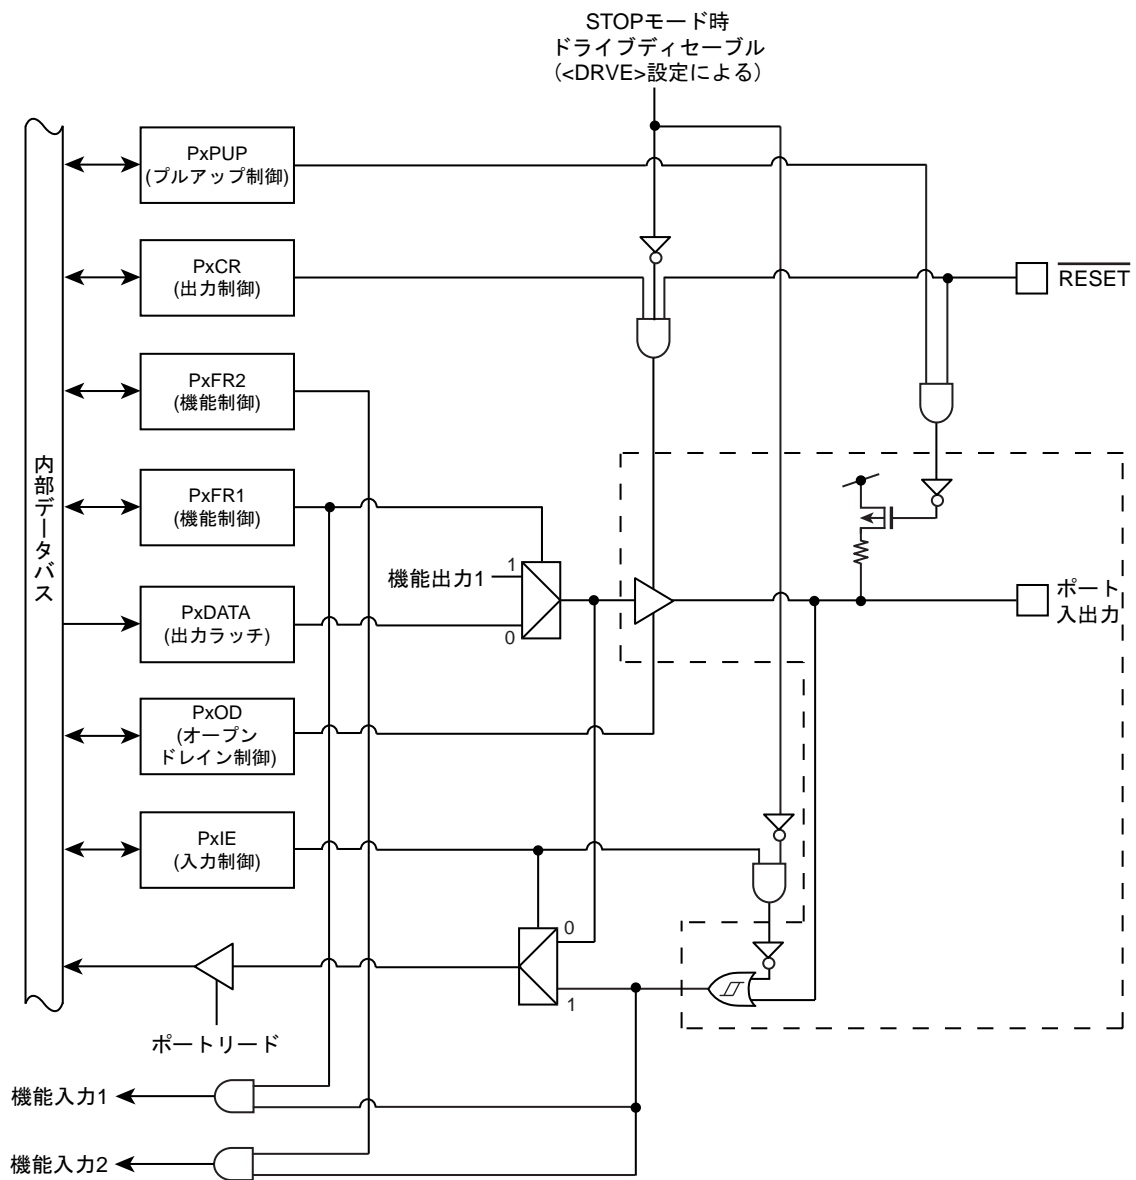 STOPモード時
ドライブディセーブル
(<DRVE>設定による)
PxPUP
(プルアップ制御)
PxCR
(出力制御)
RESET
PxFR2
(機能制御)
内部データバス
PxFR1
(機能制御)
機能出力1
1
0
PxDATA
(出力ラッチ)
ポート
入出力
PxOD
(オープン
ドレイン制御)
PxIE
(入力制御)
0
1
ポートリード
機能入力1
機能入力2